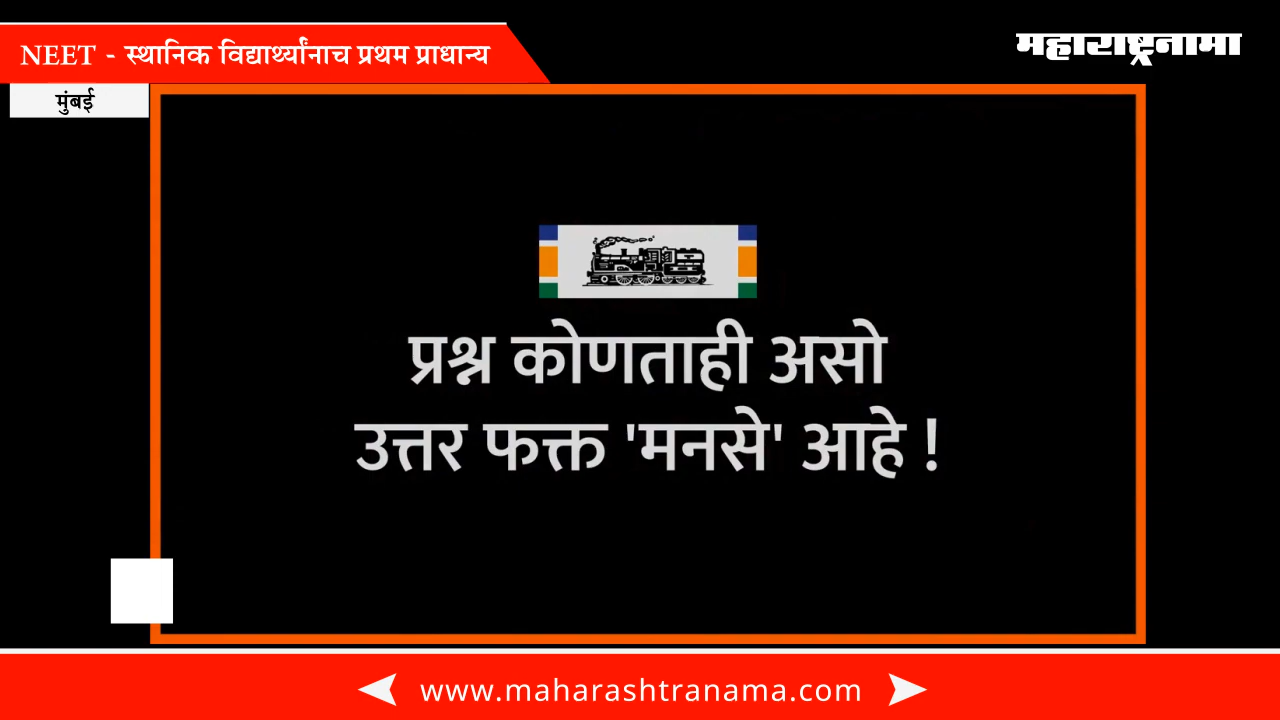 NEET - स्थानिक विद्यार्थ्यांनाच प्रथम प्राधान्य
महाराष्ट्रनामा
मुंबई
प्रश्न कोणताही असो
उत्तर फक्त 'मनसे' आहे !
www.maharashtranama.com